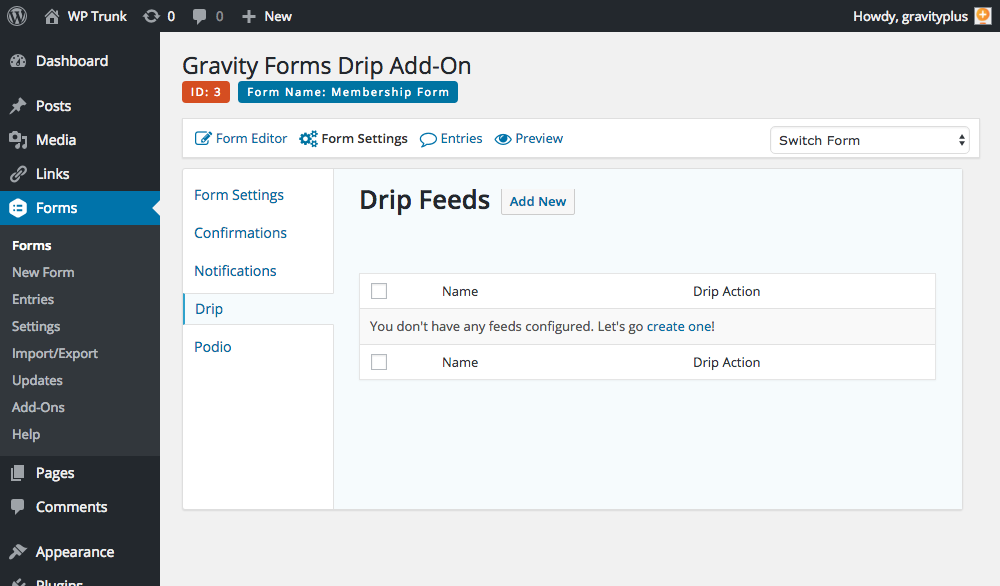 WP Trunk 0 0 New Howdy, gravityplus
Dashboard
Posts
Media
Links
Forms
Forms
New Form
Entries
Settings
Import/Export
Updates
Add-Ons
Help
Pages
Comments
Appearance
Plugins
Gravity Forms Drip Add-On
ID: 3 Form Name: Membership Form
Form Editor Form Settings Entries Preview Switch Form
Form Settings
Confirmations
Notifications
Drip
Podio
Drip Feeds Add New
Name Drip Action
You don't have any feeds configured. Let's go create one!
Name Drip Action